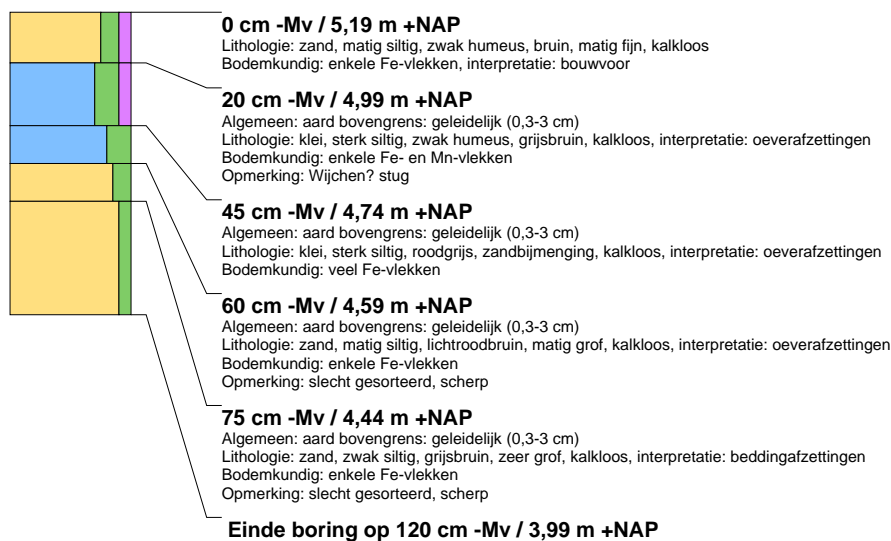 0 cm -Mv / 5,19 m +NAP
Lithologie: zand, matig siltig, zwak humeus, bruin, matig fijn, kalkloos
Bodemkundig: enkele Fe-vlekken, interpretatie: bouwvoor
20 cm -Mv / 4,99 m +NAP
Algemeen: aard bovengrens: geleidelijk (0,3-3 cm)
Lithologie: klei, sterk siltig, zwak humeus, grijsbruin, kalkloos, interpretatie: oeverafzettingen
Bodemkundig: enkele Fe- en Mn-vlekken
Opmerking: Wijchen? stug
45 cm -Mv / 4,74 m +NAP
Algemeen: aard bovengrens: geleidelijk (0,3-3 cm)
Lithologie: klei, sterk siltig, roodgrijs, zandbijmenging, kalkloos, interpretatie: oeverafzettingen
Bodemkundig: veel Fe-vlekken
60 cm -Mv / 4,59 m +NAP
Algemeen: aard bovengrens: geleidelijk (0,3-3 cm)
Lithologie: zand, matig siltig, lichtroodbruin, matig grof, kalkloos, interpretatie: oeverafzettingen
Bodemkundig: enkele Fe-vlekken
Opmerking: slecht gesorteerd, scherp
75 cm -Mv / 4,44 m +NAP
Algemeen: aard bovengrens: geleidelijk (0,3-3 cm)
Lithologie: zand, zwak siltig, grijsbruin, zeer grof, kalkloos, interpretatie: beddingafzettingen
Bodemkundig: enkele Fe-vlekken
Opmerking: slecht gesorteerd, scherp
Einde boring op 120 cm -Mv / 3,99 m +NAP